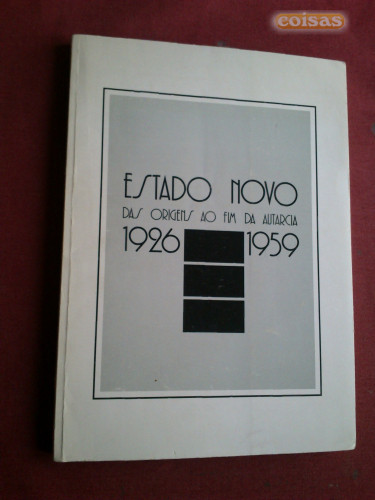 coisas
ESTADO NOVO
DAS ORIGENS AO FIM DA AUTARCIA
1926 1959